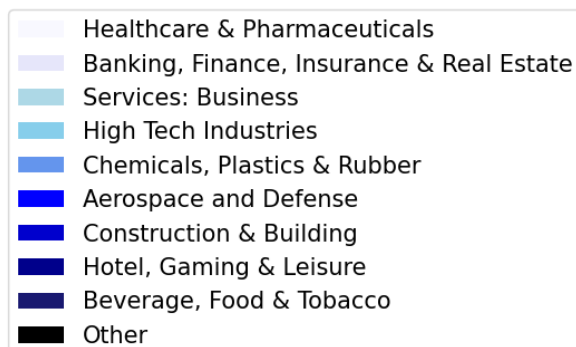 Healthcare & Pharmaceuticals
Banking, Finance, Insurance & Real Estate
Services: Business
High Tech Industries
Chemicals, Plastics & Rubber
Aerospace and Defense
Construction & Building
Hotel, Gaming & Leisure
Beverage, Food & Tobacco
Other